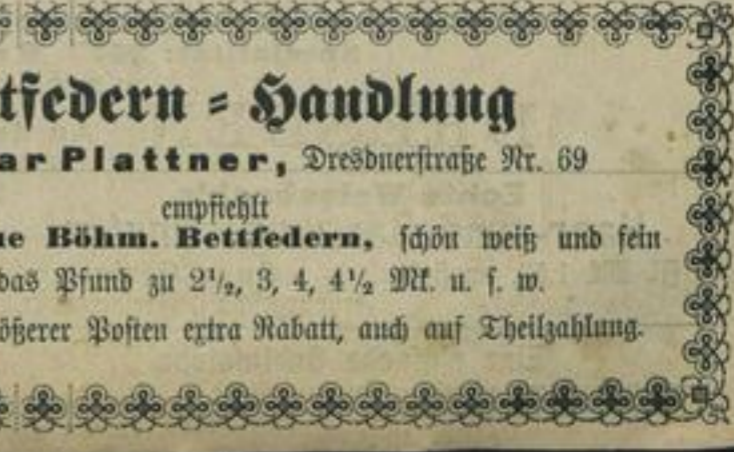 tfedern = Handlung
ar Plattner, Dresdnerstraße Nr. 69
empfiehlt
ue Böhm. Bettfedern, schön weiß und fein
das Pfund zu 2¹/₂, 3, 4, 4¹/₂ Mk. u. s. w.
ößerer Posten extra Rabatt, auch auf Theilzahlung.